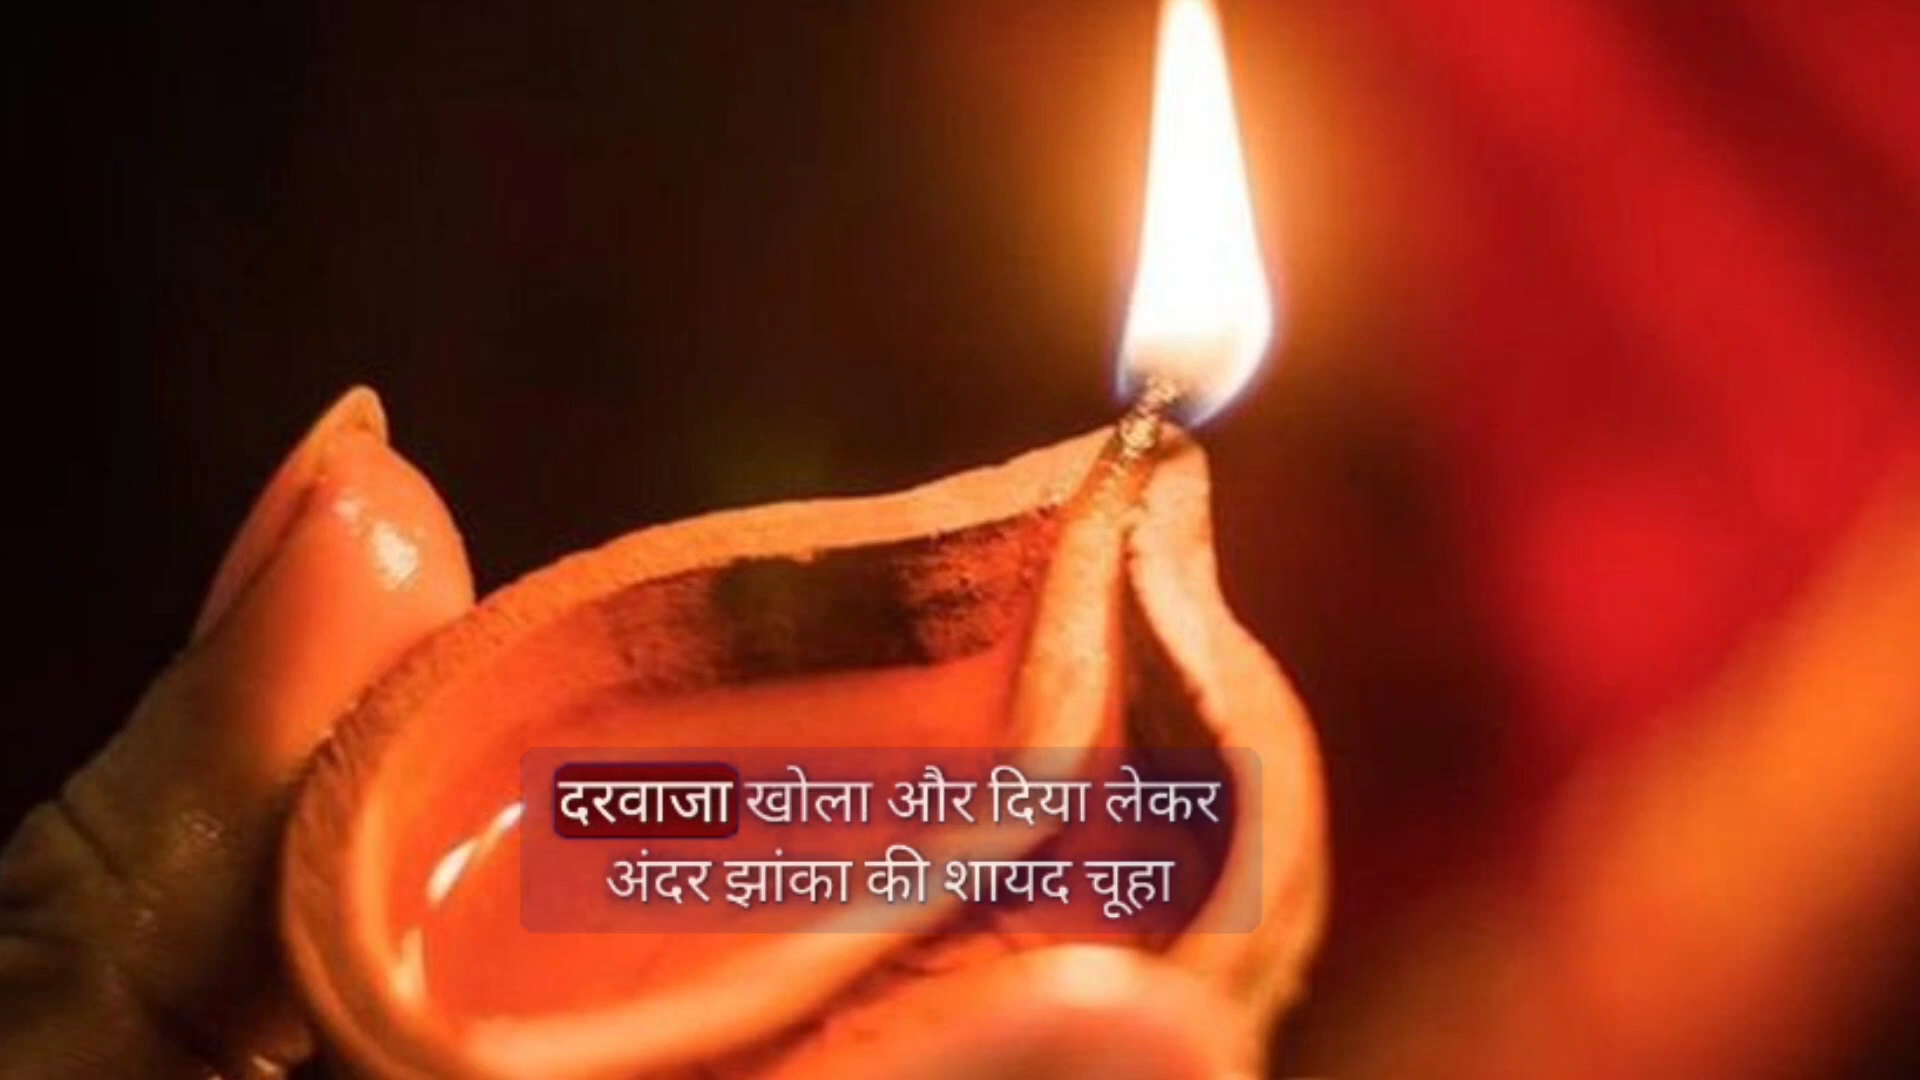 दरवाजा खोला और दिया लेकर
अंदर झांका की शायद चूहा